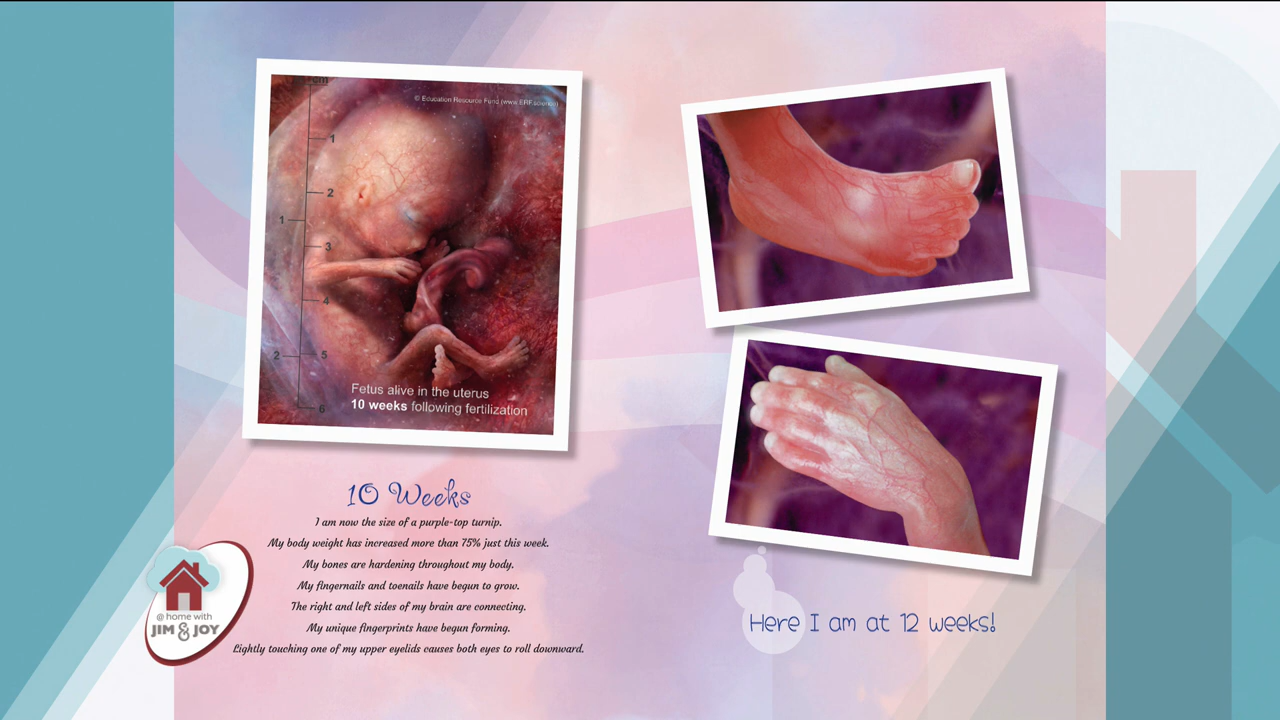 cm
© Education Resource Fund (www.ERF.science)
1
2
1
3
4
2
5
6
Fetus alive in the uterus
10 weeks following fertilization
10 Weeks
I am now the size of a purple-top turnip.
My body weight has increased more than 75% just this week.
My bones are hardening throughout my body.
My fingernails and toenails have begun to grow.
The right and left sides of my brain are connecting.
My unique fingerprints have begun forming.
Lightly touching one of my upper eyelids causes both eyes to roll downward.
@ home with
JIM & JOY
Here I am at 12 weeks!